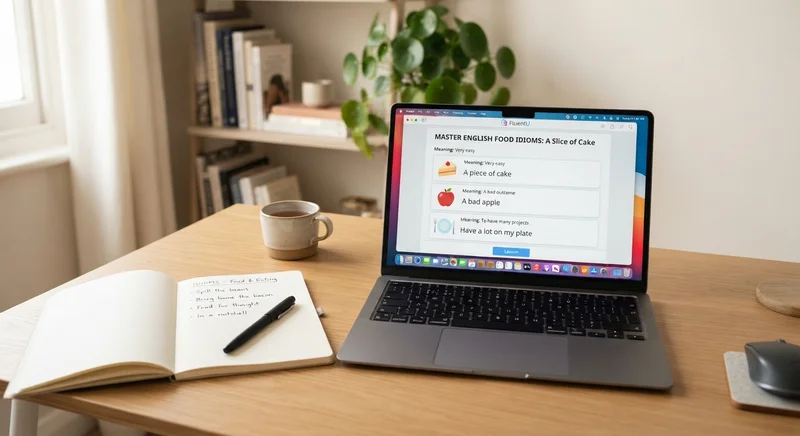 IDIOMS - Food & Eating
- Spill the beans
- Bring home the bacon
- Food for thought
- In a nutshell
FluentU
MASTER ENGLISH FOOD IDIOMS: A Slice of Cake
Meaning: Very easy
Meaning: Very easy
A piece of cake
Meaning: A bad outcome
A bad apple
Meaning: To have many projects
Have a lot on my plate